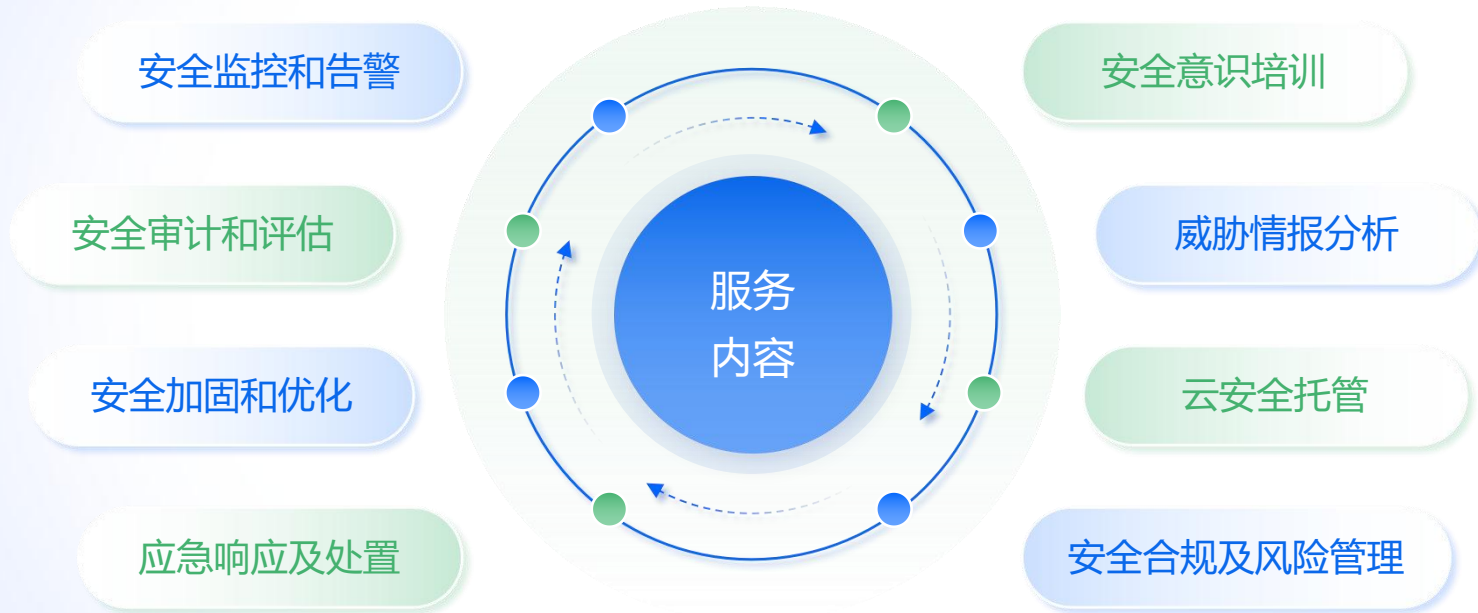 安全监控和告警
安全审计和评估
安全加固和优化
应急响应及处置
服务
内容
安全意识培训
威胁情报分析
云安全托管
安全合规及风险管理